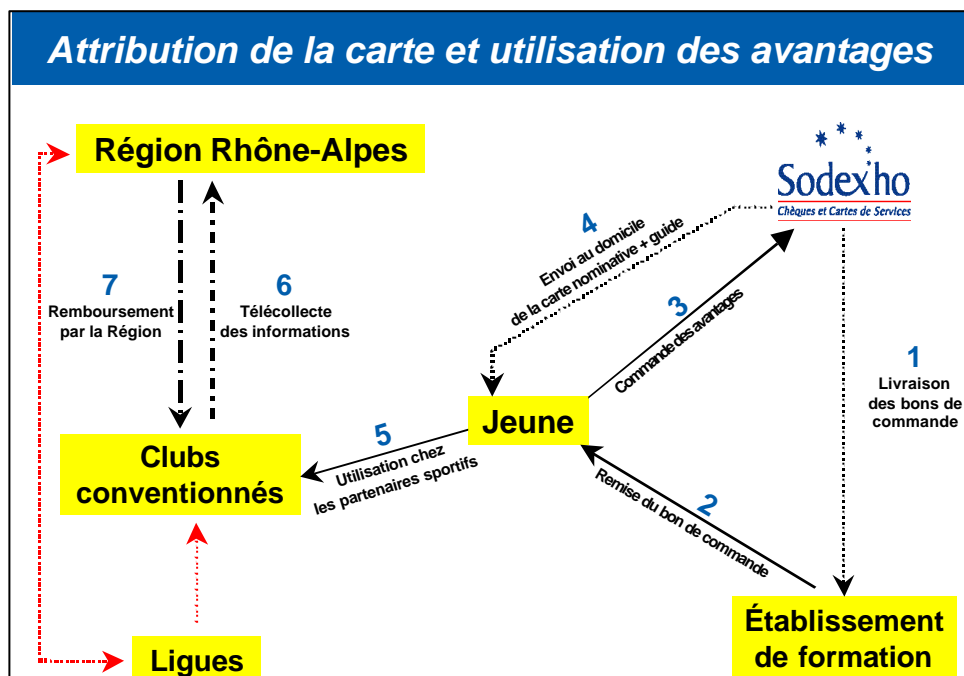 Attribution de la carte et utilisation des avantages
Région Rhône-Alpes
Sodex'ho
Chèques et Cartes de Services
4
Envoi au domicile
de la carte nominative + guide
7
Remboursement
par la Région
6
Télécollecte
des informations
3
Commande des avantages
1
Livraison
des bons de
commande
Jeune
5
Utilisation chez
les partenaires sportifs
Clubs
conventionnés
2
Remise du bon de commande
Ligues
Établissement
de formation